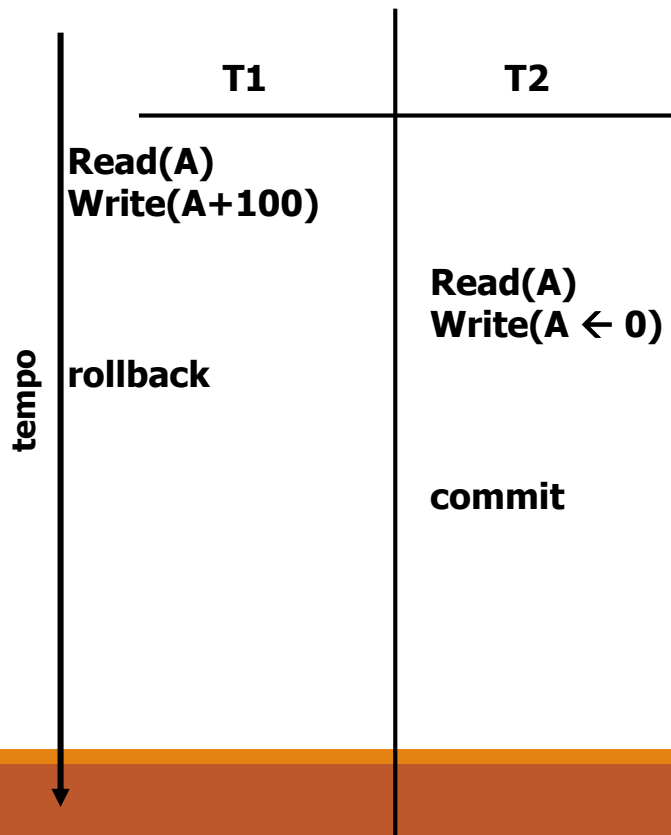 T1
T2
Read(A)
Write(A+100)
Read(A)
Write(A ← 0)
rollback
tempo
commit